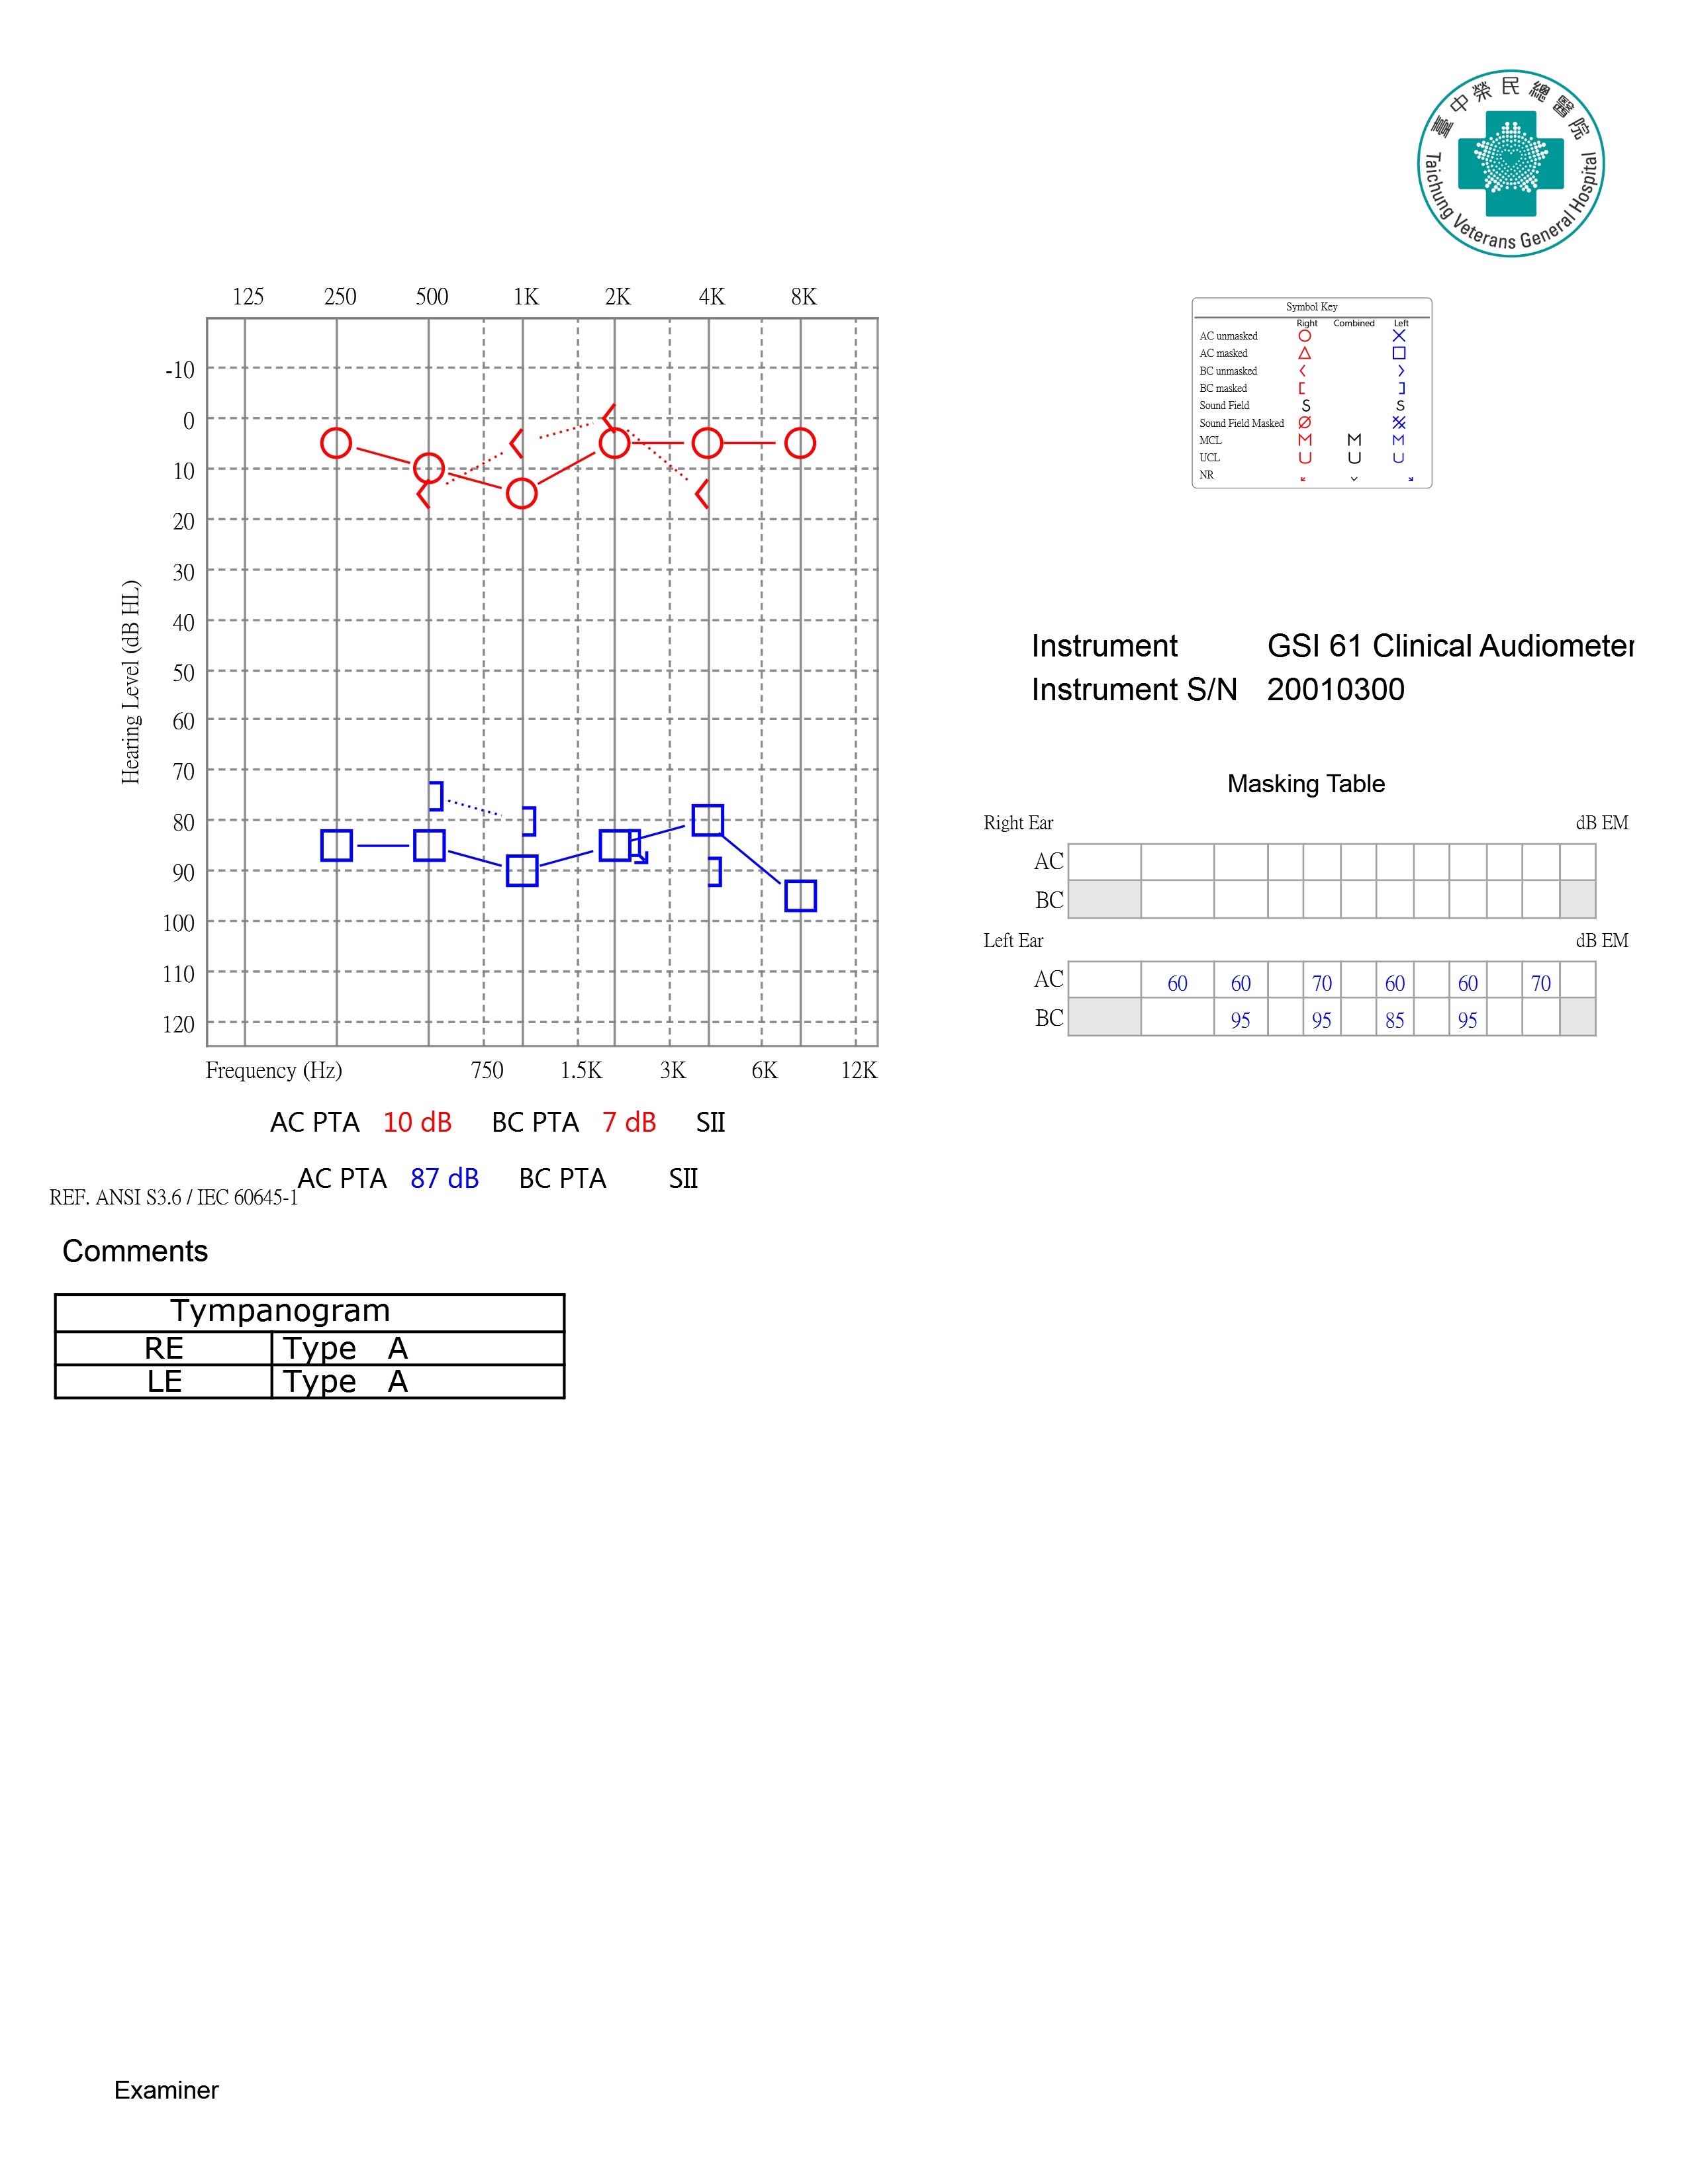 臺中榮民總醫院
Taichung Veterans General Hospital
125 250 500 1K 2K 4K 8K
-10
0
10
20
30
40
50
60
70
80
90
100
110
120
Hearing Level (dB HL)
Frequency (Hz) 750 1.5K 3K 6K 12K
Symbol Key
Right Combined Left
AC unmasked
AC masked
BC unmasked
BC masked
Sound Field S S
Sound Field Masked
MCL M M M
UCL U U U
NR
Instrument GSI 61 Clinical Audiometer
Instrument S/N 20010300
Masking Table
Right Ear dB EM
AC
BC
Left Ear dB EM
AC 60 60 70 60 60 70
BC 95 95 85 95
AC PTA 10 dB BC PTA 7 dB SII
AC PTA 87 dB BC PTA SII
REF. ANSI S3.6 / IEC 60645-1
Comments
Tympanogram
RE Type A
LE Type A
Examiner